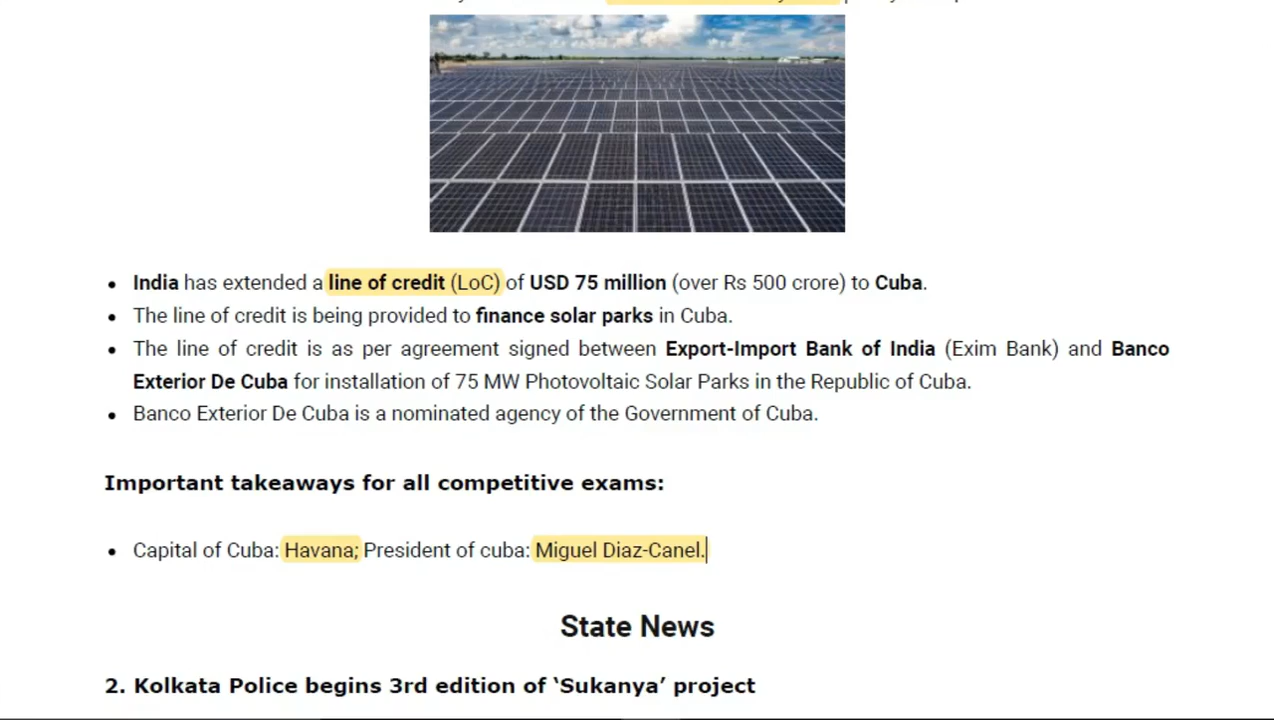 • India has extended a line of credit (LoC) of USD 75 million (over Rs 500 crore) to Cuba.
• The line of credit is being provided to finance solar parks in Cuba.
• The line of credit is as per agreement signed between Export-Import Bank of India (Exim Bank) and Banco
Exterior De Cuba for installation of 75 MW Photovoltaic Solar Parks in the Republic of Cuba.
• Banco Exterior De Cuba is a nominated agency of the Government of Cuba.
Important takeaways for all competitive exams:
• Capital of Cuba: Havana; President of cuba: Miguel Diaz-Canel.
State News
2. Kolkata Police begins 3rd edition of ‘Sukanya’ project